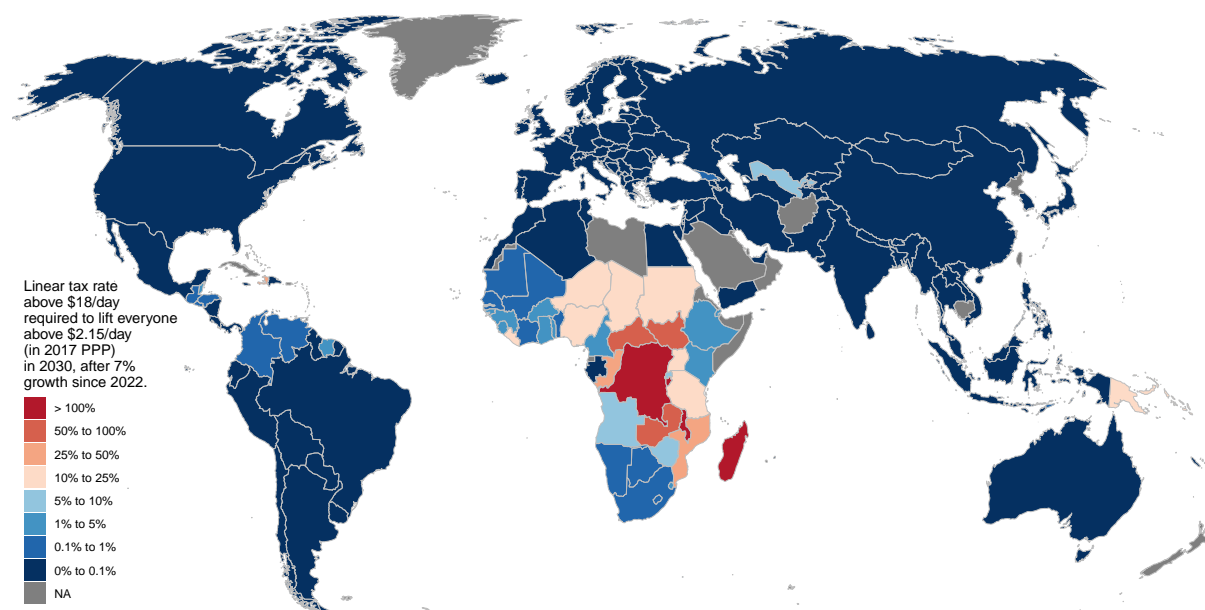 Linear tax rate
above $18/day
required to lift everyone
above $2.15/day
(in 2017 PPP)
in 2030, after 7%
growth since 2022.
> 100%
50% to 100%
25% to 50%
10% to 25%
5% to 10%
1% to 5%
0.1% to 1%
0% to 0.1%
NA